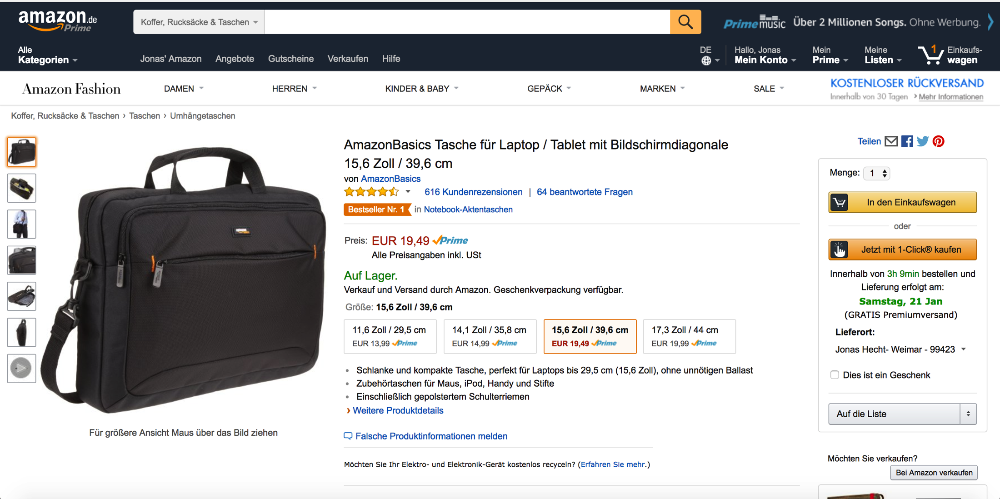 amazon.de
Prime
Koffer, Rucksäcke & Taschen
Prime music Über 2 Millionen Songs. Ohne Werbung.
Alle
Kategorien
Jonas' Amazon Angebote Gutscheine Verkaufen Hilfe
DE
Hallo, Jonas
Mein Konto
Mein
Prime
Meine
Listen
1
Einkaufs-
wagen
Amazon Fashion
DAMEN HERREN KINDER & BABY GEPÄCK MARKEN SALE
KOSTENLOSER RÜCKVERSAND
Innerhalb von 30 Tagen › Mehr Informationen
Koffer, Rucksäcke & Taschen › Taschen › Umhängetaschen
Für größere Ansicht Maus über das Bild ziehen
AmazonBasics Tasche für Laptop / Tablet mit Bildschirmdiagonale
15,6 Zoll / 39,6 cm
von AmazonBasics
616 Kundenrezensionen | 64 beantwortete Fragen
Bestseller Nr. 1 in Notebook-Aktentaschen
Preis: EUR 19,49 Prime
Alle Preisangaben inkl. USt
Auf Lager.
Verkauf und Versand durch Amazon. Geschenkverpackung verfügbar.
Größe: 15,6 Zoll / 39,6 cm
11,6 Zoll / 29,5 cm
EUR 13,99 Prime
14,1 Zoll / 35,8 cm
EUR 14,99 Prime
15,6 Zoll / 39,6 cm
EUR 19,49 Prime
17,3 Zoll / 44 cm
EUR 19,99 Prime
• Schlanke und kompakte Tasche, perfekt für Laptops bis 29,5 cm (15,6 Zoll), ohne unnötigen Ballast
• Zubehörtaschen für Maus, iPod, Handy und Stifte
• Einschließlich gepolstertem Schulterriemen
› Weitere Produktdetails
Falsche Produktinformationen melden
Möchten Sie Ihr Elektro- und Elektronik-Gerät kostenlos recyceln? (Erfahren Sie mehr.)
Teilen
Menge: 1
In den Einkaufswagen
oder
Jetzt mit 1-Click® kaufen
Innerhalb von 3h 9min bestellen und
Lieferung erfolgt am:
Samstag, 21 Jan
(GRATIS Premiumversand)
Lieferort:
Jonas Hecht- Weimar - 99423
Dies ist ein Geschenk
Auf die Liste
Möchten Sie verkaufen?
Bei Amazon verkaufen